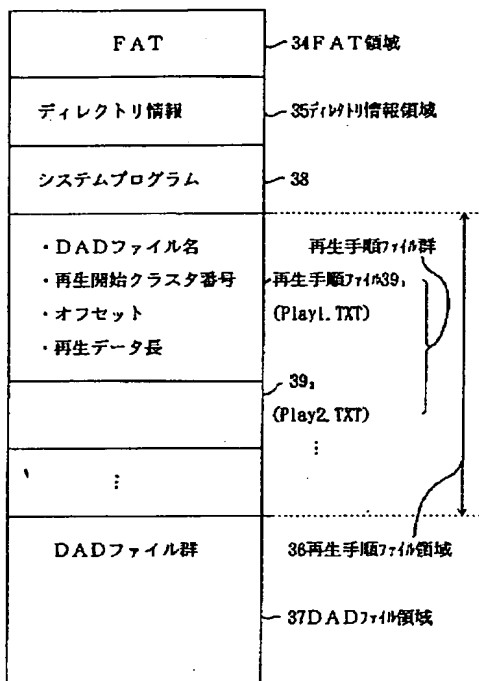 FAT
34FAT領域
ディレクトリ情報
35ディレクトリ情報領域
システムプログラム
38
・DADファイル名
再生手順ファイル群
・再生開始クラスタ番号
再生手順ファイル39₁
・オフセット
(Play1.TXT)
・再生データ長
39₂
(Play2.TXT)
⋮
⋮
DADファイル群
36再生手順ファイル領域
37DADファイル領域